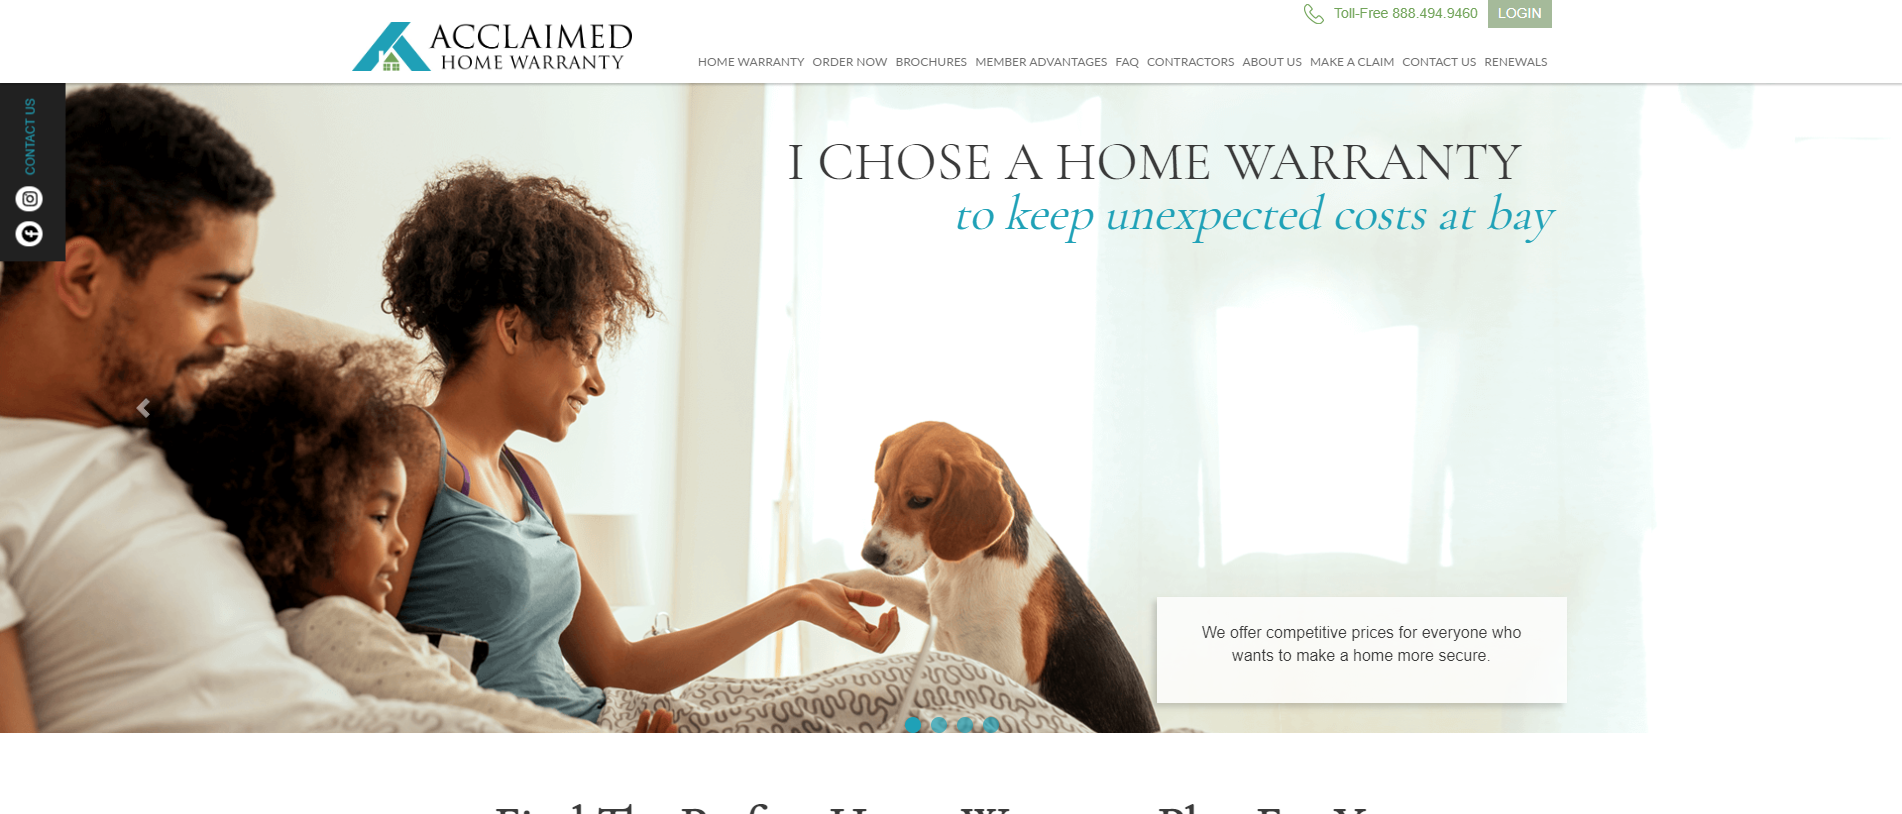 Toll-Free 888.494.9460
LOGIN
ACCLAIMED
HOME WARRANTY
HOME WARRANTY ORDER NOW BROCHURES MEMBER ADVANTAGES FAQ CONTRACTORS ABOUT US MAKE A CLAIM CONTACT US RENEWALS
CONTACT US
I CHOSE A HOME WARRANTY
to keep unexpected costs at bay
We offer competitive prices for everyone who
wants to make a home more secure.